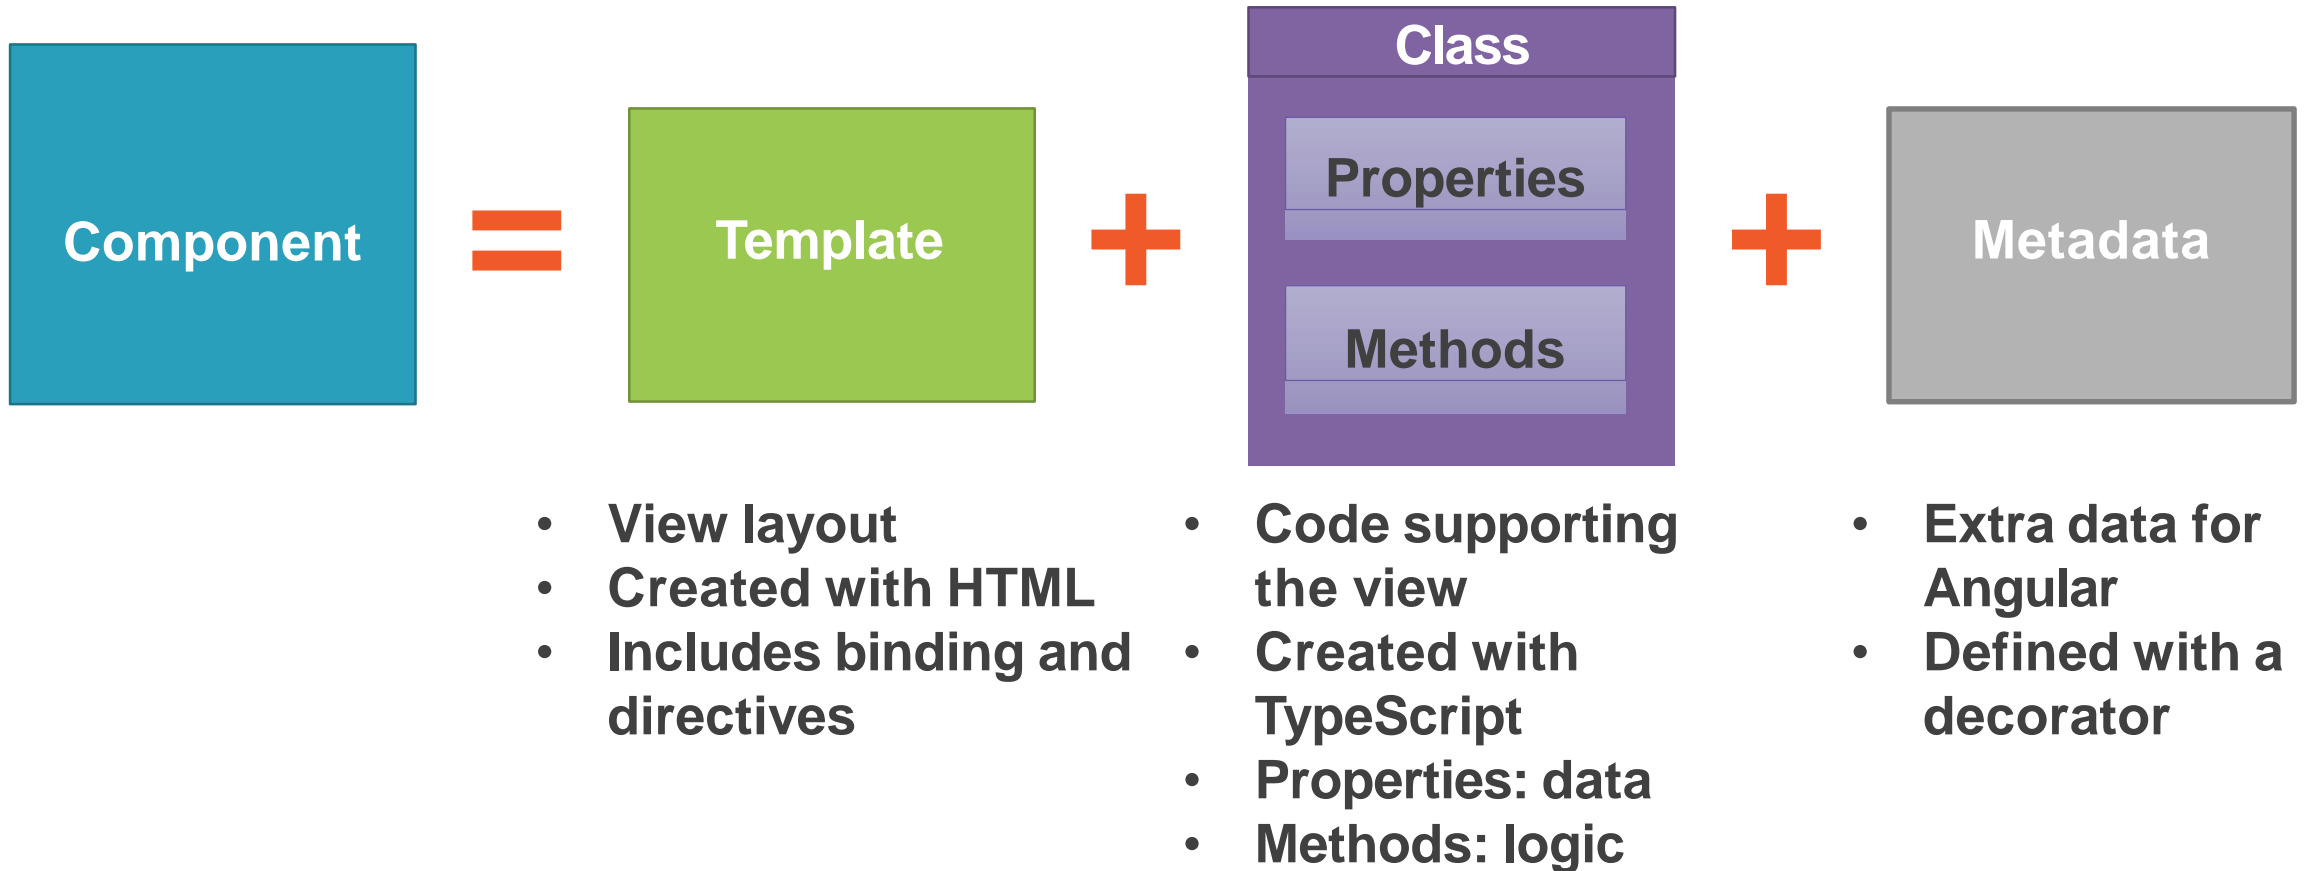 Component
=
Template
+
Class
Properties
Methods
+
Metadata
• View layout
• Created with HTML
• Includes binding and
directives
• Code supporting
the view
• Created with
TypeScript
• Properties: data
• Methods: logic
• Extra data for
Angular
• Defined with a
decorator